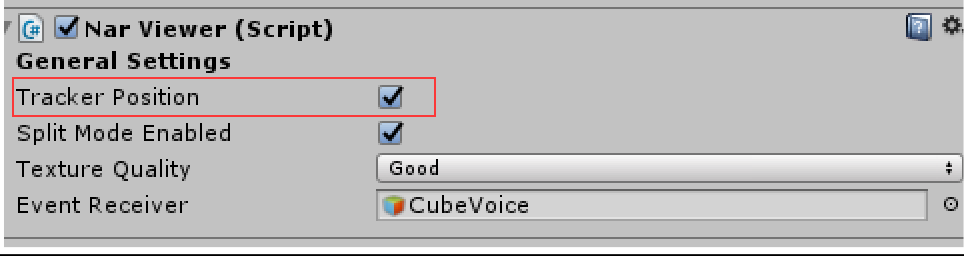 Nar Viewer (Script)
General Settings
Tracker Position
Split Mode Enabled
Texture Quality Good
Event Receiver CubeVoice